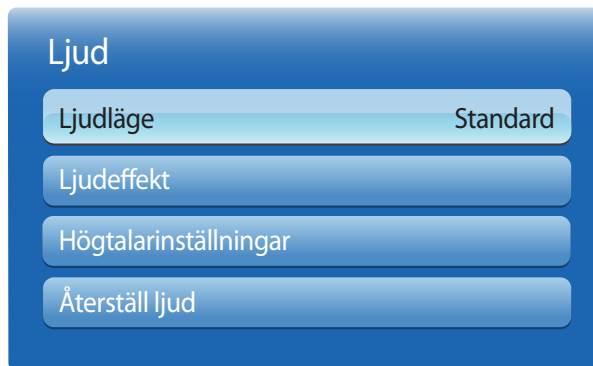 Ljud
Ljudläge Standard
Ljudeffekt
Högtalarinställningar
Återställ ljud